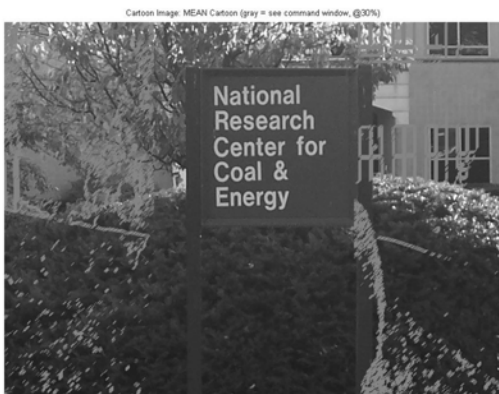 Cartoon Image: MEAN Cartoon (gray = see command window, @30%)
National
Research
Center for
Coal &
Energy